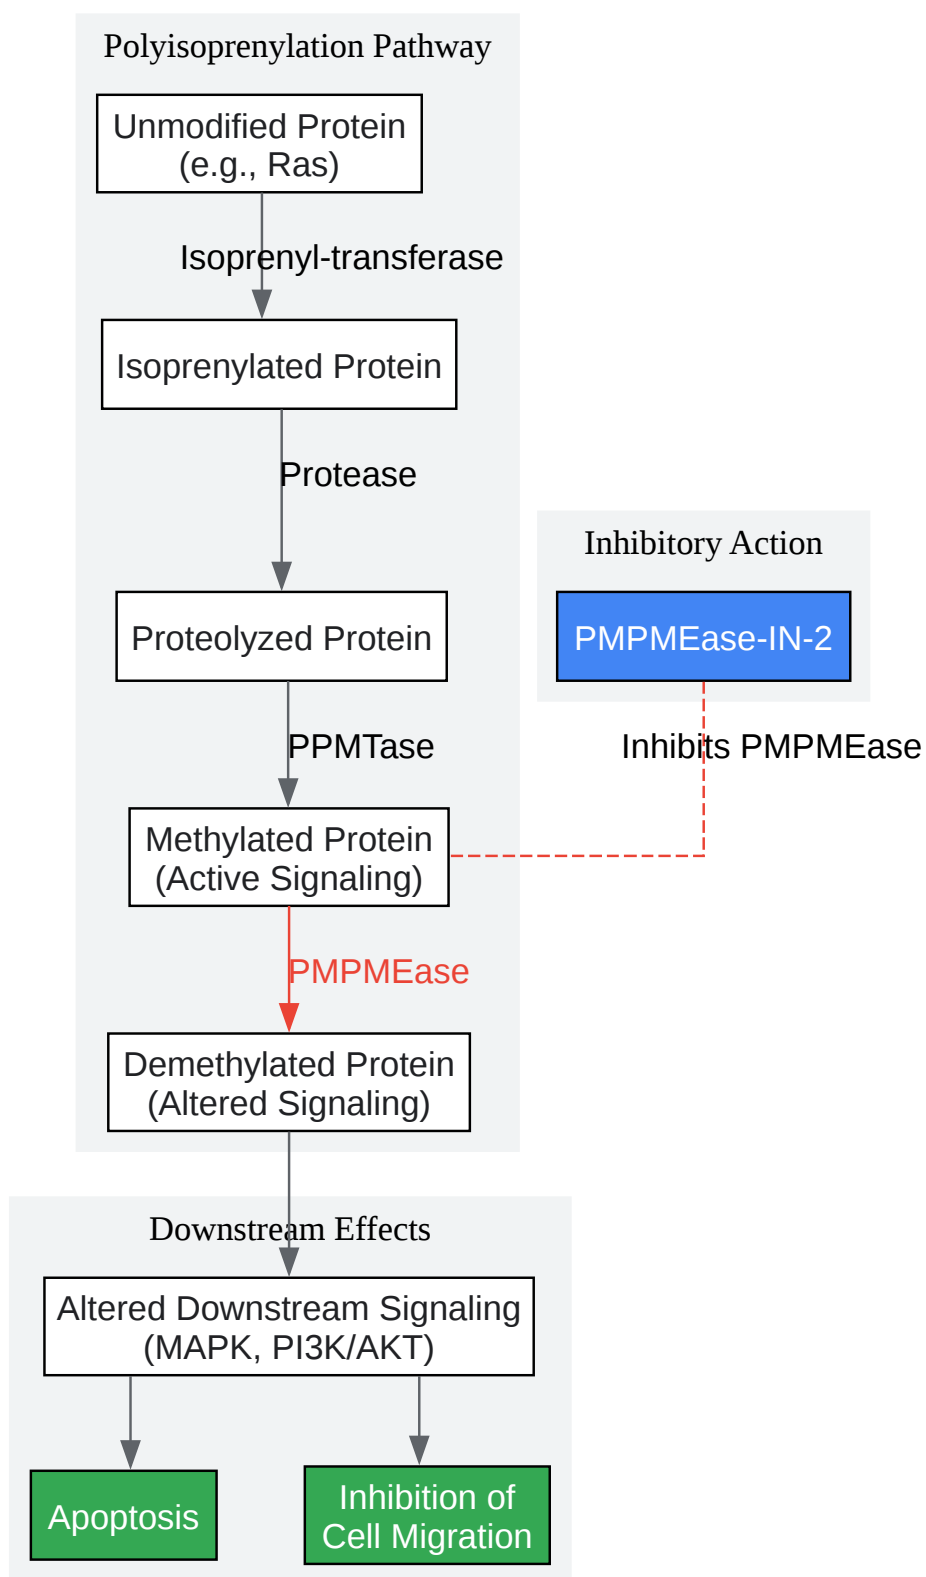 Polyisoprenylation Pathway
Unmodified Protein
(e.g., Ras)
Isoprenyl-transferase
Isoprenylated Protein
Protease
Inhibitory Action
Proteolyzed Protein
PMPMEase-IN-2
PPMTase
Inhibits PMPMEase
Methylated Protein
(Active Signaling)
PMPMEase
Demethylated Protein
(Altered Signaling)
Downstream Effects
Altered Downstream Signaling
(MAPK, PI3K/AKT)
Apoptosis
Inhibition of
Cell Migration